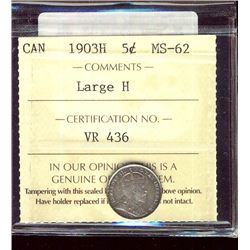 CAN 1903H 5¢ MS-62
COMMENTS
Large H
CERTIFICATION NO.
VR 436
IN OUR OPINION THIS IS A
GENUINE OEM.
Tampering with this sealed above opinion.
Have holder replaced if not intact.